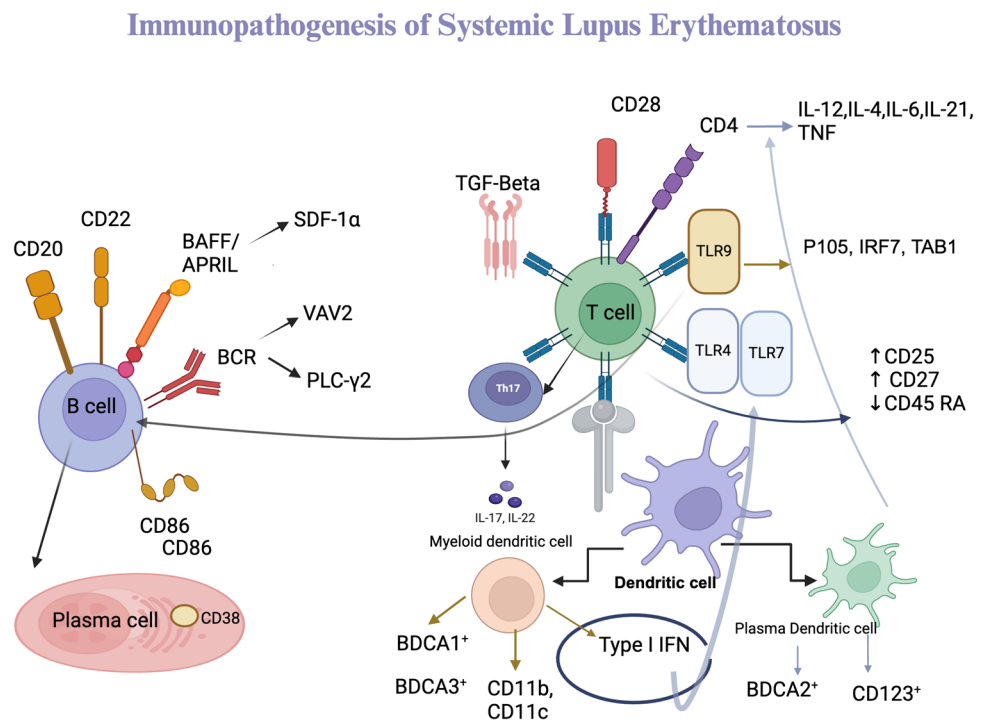 Immunopathogenesis of Systemic Lupus Erythematosus
CD28
CD4
IL-12,IL-4,IL-6,IL-21,
TNF
TGF-Beta
CD22
CD20
BAFF/
APRIL
SDF-1α
TLR9
P105, IRF7, TAB1
T cell
VAV2
BCR
PLC-γ2
TLR4
TLR7
↑CD25
↑ CD27
↓CD45 RA
B cell
Th17
CD86
CD86
IL-17, IL-22
Myeloid dendritic cell
Dendritic cell
Plasma cell
CD38
Plasma Dendritic cell
BDCA1⁺
Type I IFN
BDCA3⁺
CD11b,
CD11c
BDCA2⁺
CD123⁺